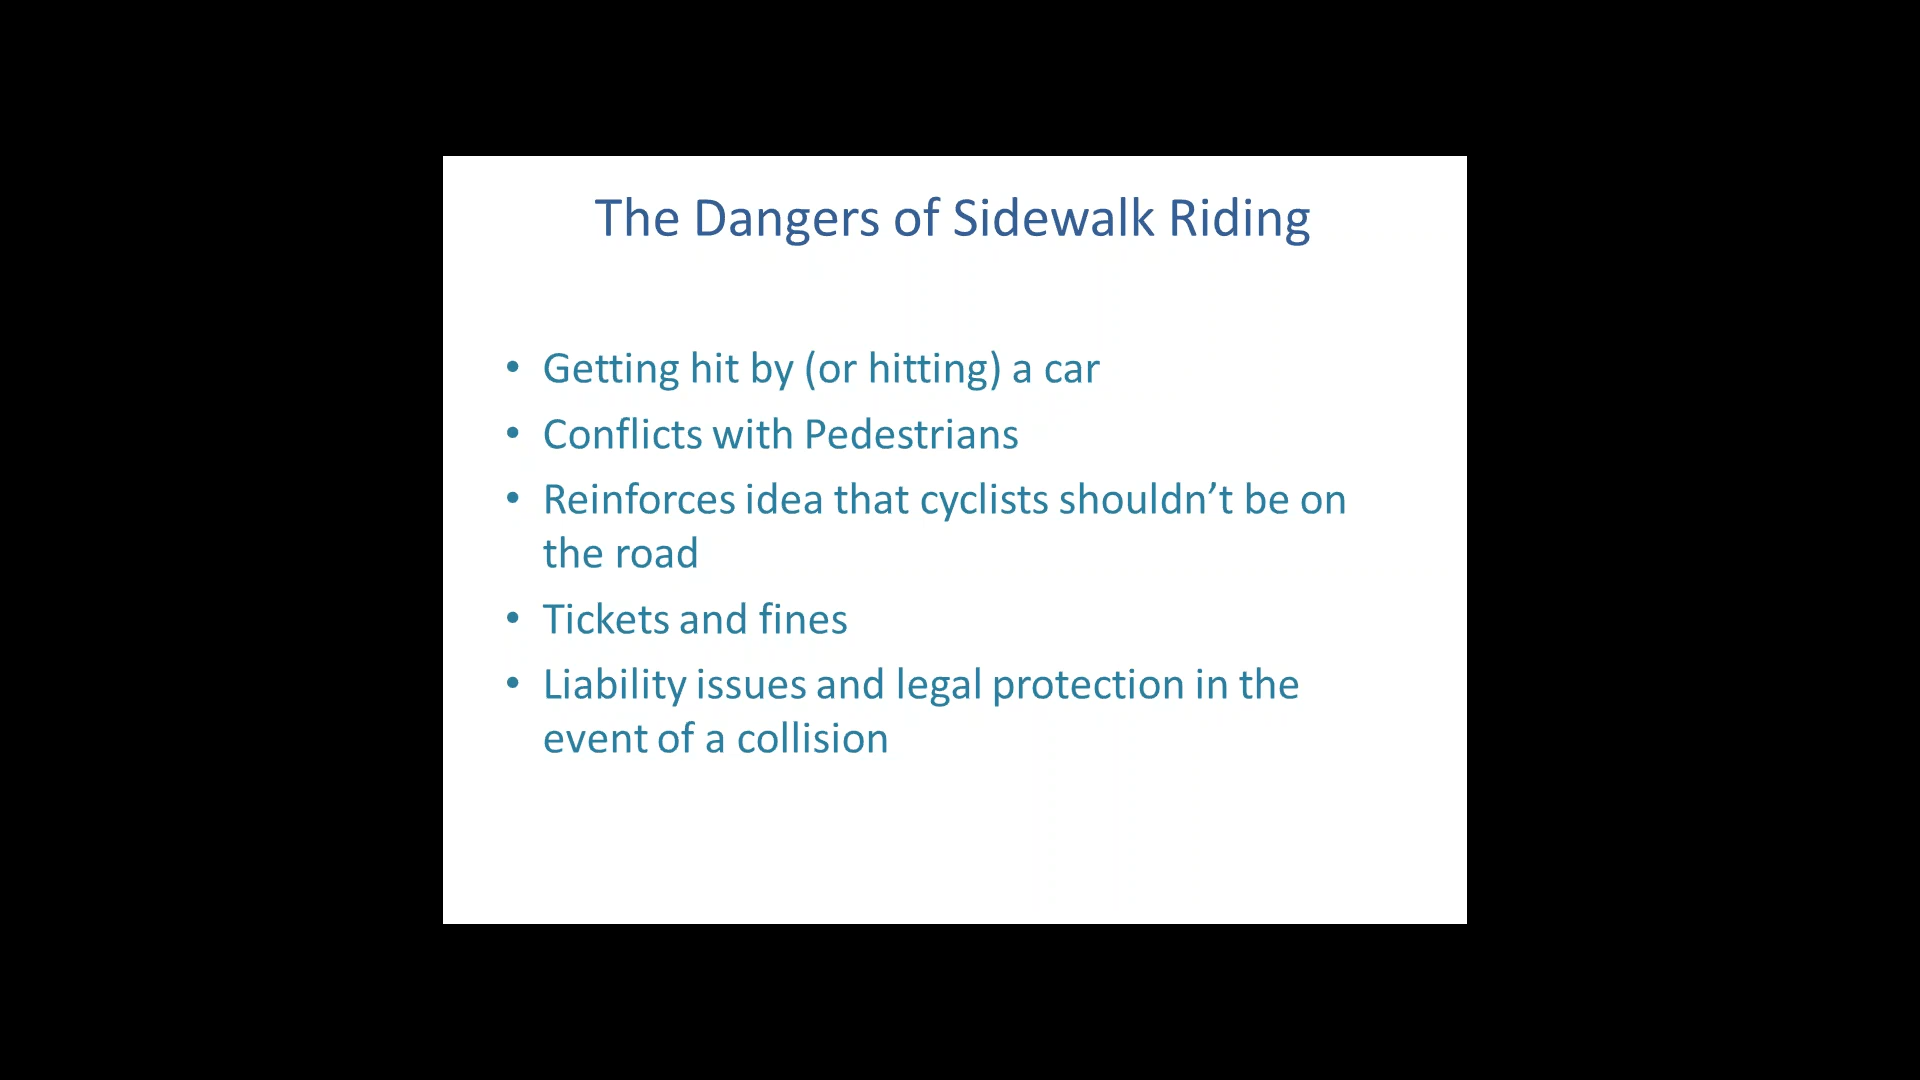 The Dangers of Sidewalk Riding
• Getting hit by (or hitting) a car
• Conflicts with Pedestrians
• Reinforces idea that cyclists shouldn’t be on
the road
• Tickets and fines
• Liability issues and legal protection in the
event of a collision